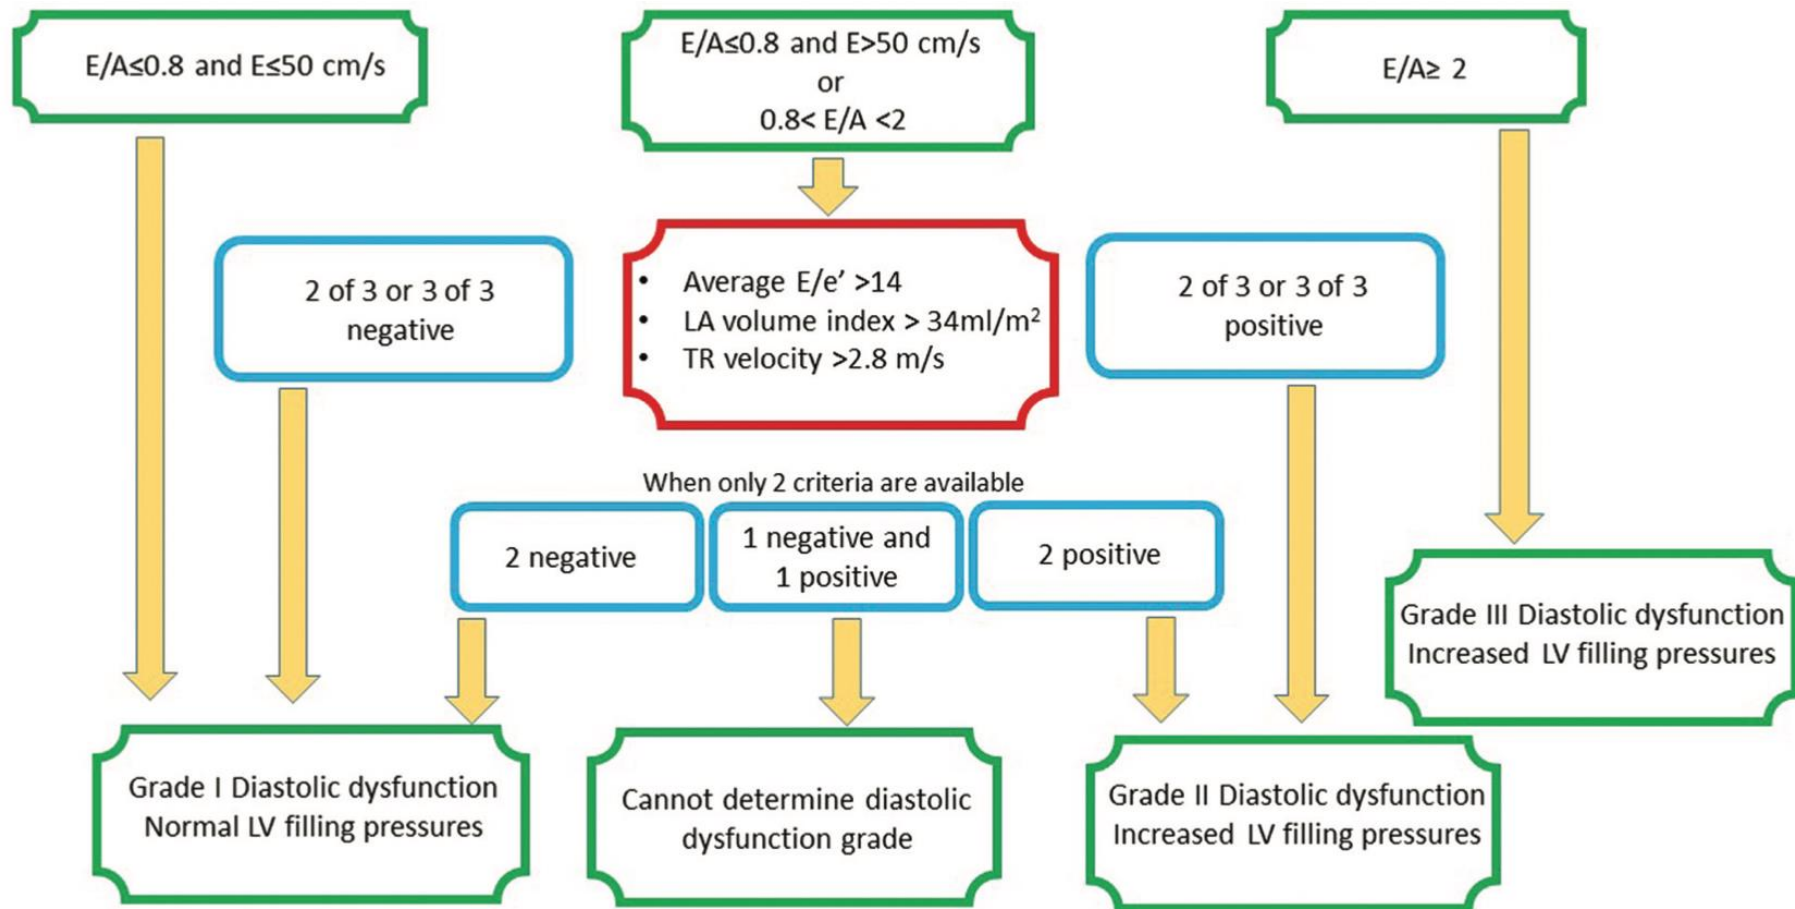 E/A≤0.8 and E≤50 cm/s
E/A≤0.8 and E>50 cm/s
or
0.8< E/A <2
E/A≥ 2
2 of 3 or 3 of 3
negative
• Average E/e’ >14
• LA volume index > 34ml/m²
• TR velocity >2.8 m/s
2 of 3 or 3 of 3
positive
When only 2 criteria are available
2 negative
1 negative and
1 positive
2 positive
Grade III Diastolic dysfunction
Increased LV filling pressures
Grade I Diastolic dysfunction
Normal LV filling pressures
Cannot determine diastolic
dysfunction grade
Grade II Diastolic dysfunction
Increased LV filling pressures